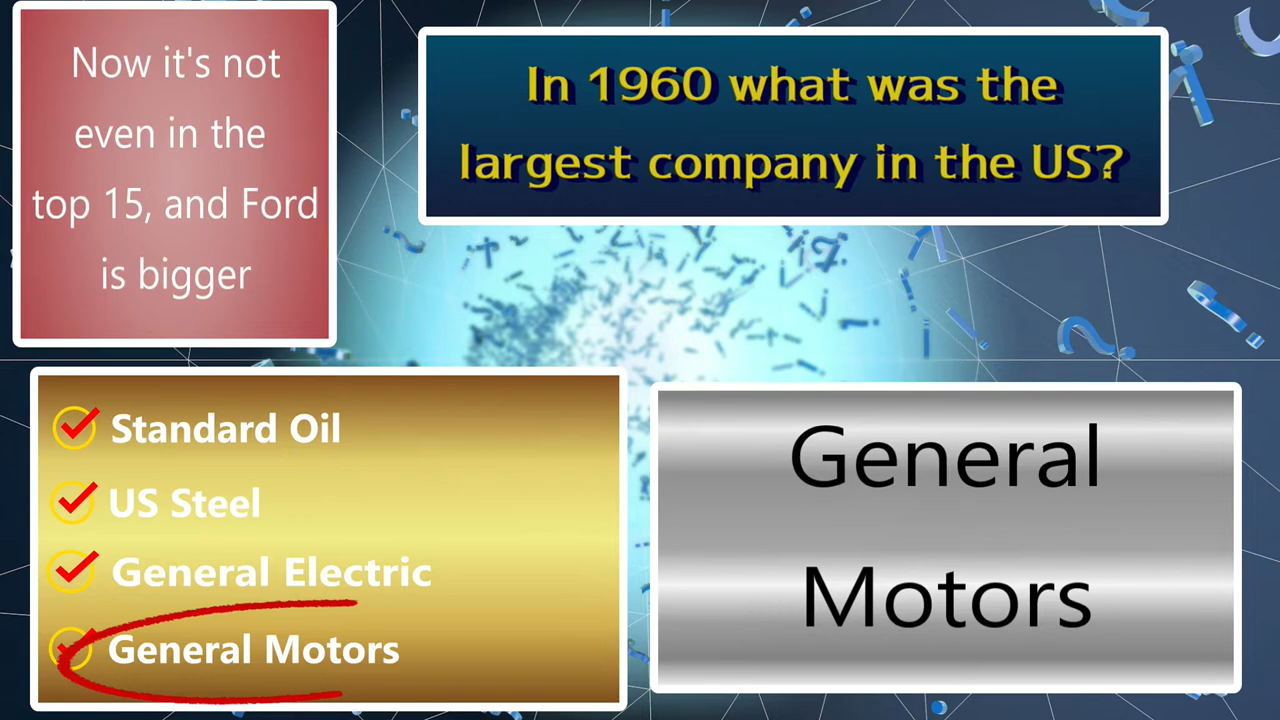 Now it's not
even in the
top 15, and Ford
is bigger
In 1960 what was the
largest company in the US?
Standard Oil
US Steel
General Electric
General Motors
General
Motors